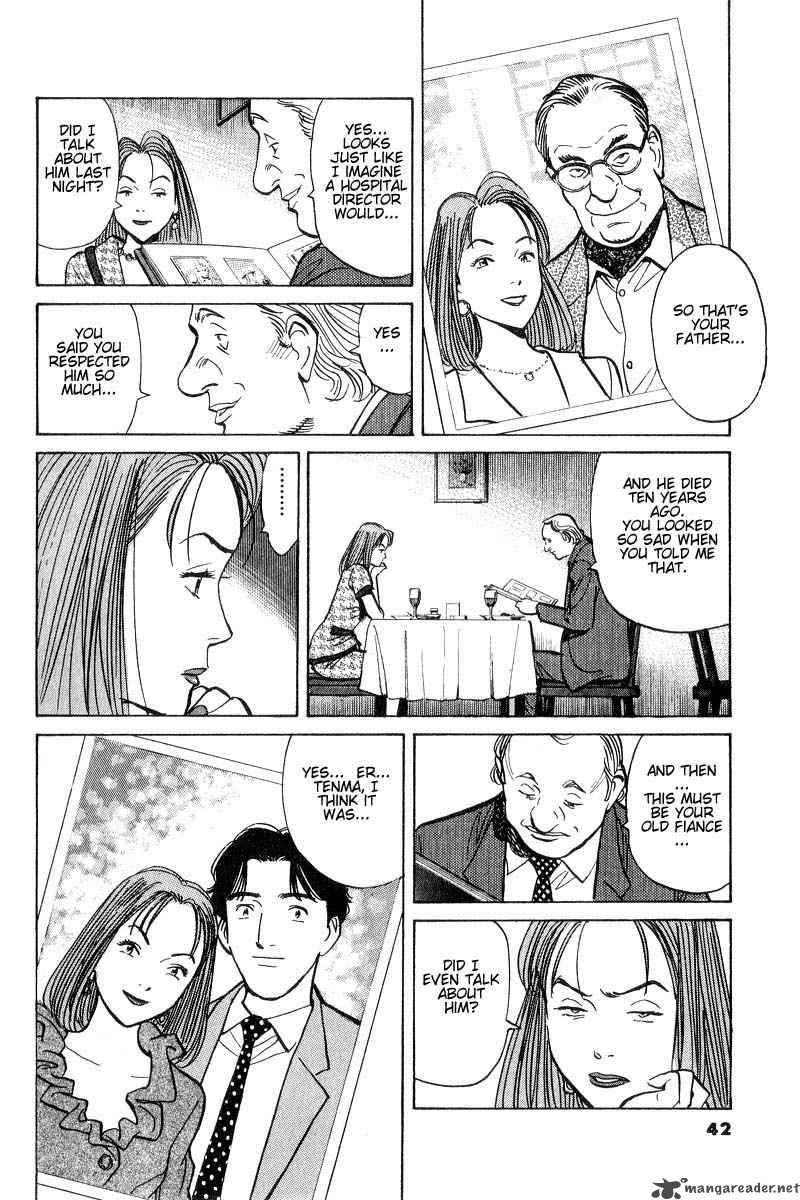 SO THAT'S
YOUR
FATHER...
YES...
LOOKS
JUST LIKE
I IMAGINE
A HOSPITAL
DIRECTOR
WOULD...
DID I
TALK
ABOUT
HIM LAST
NIGHT?
YES
...
YOU
SAID YOU
RESPECTED
HIM SO
MUCH...
AND HE DIED
TEN YEARS
AGO.
YOU LOOKED
SO SAD WHEN
YOU TOLD ME
THAT.
........
AND THEN
...
THIS MUST
BE YOUR
OLD FIANCE
...
YES... ER...
TENMA, I
THINK IT
WAS...
DID I
EVEN TALK
ABOUT
HIM?
42
mangareader.net